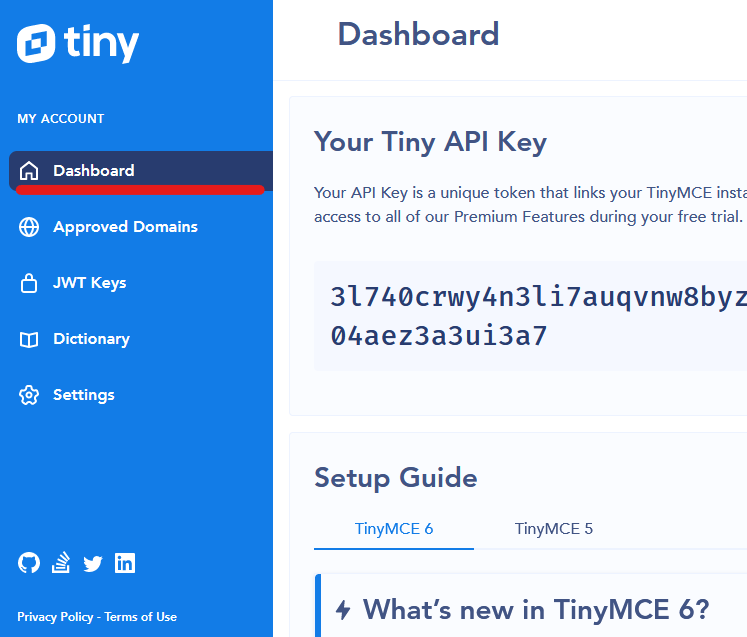 tiny
Dashboard
MY ACCOUNT
Dashboard
Approved Domains
JWT Keys
Dictionary
Settings
Privacy Policy - Terms of Use
Your Tiny API Key
Your API Key is a unique token that links your TinyMCE insta
access to all of our Premium Features during your free trial.
3l740crwy4n3li7auqvnw8byz
04aez3a3ui3a7
Setup Guide
TinyMCE 6 TinyMCE 5
What's new in TinyMCE 6?